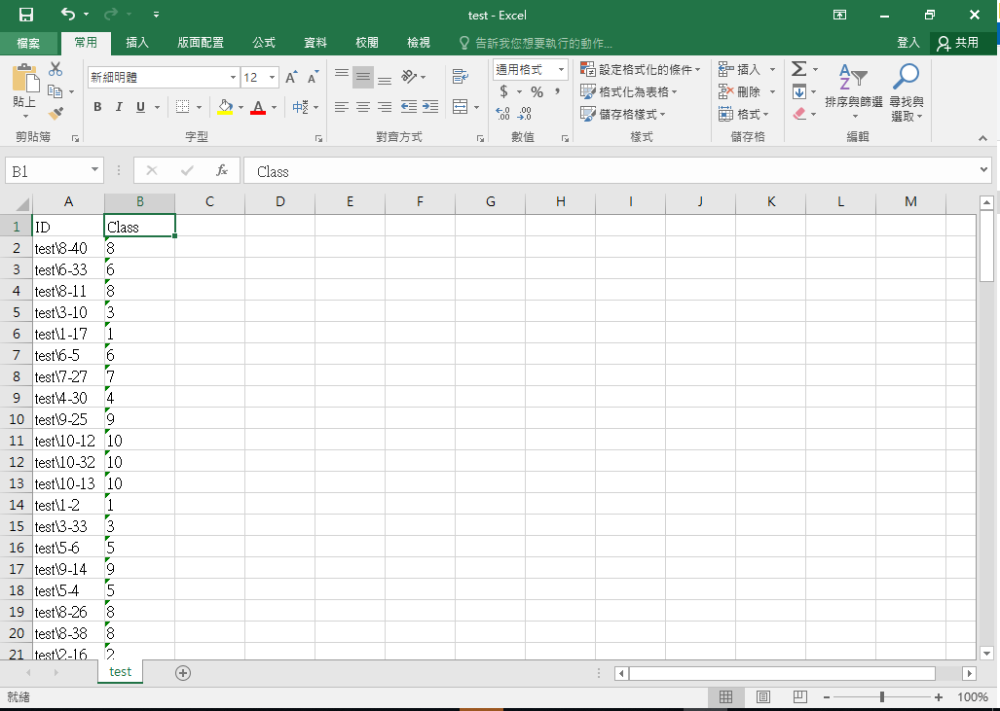 test - Excel
檔案 常用 插入 版面配置 公式 資料 校閱 檢視 告訴我您想要執行的動作... 登入 共用
貼上
新細明體 12
B I U
中
通用格式
$ % ,
設定格式化的條件
格式化為表格
儲存格樣式
插入
刪除
格式
排序與篩選
尋找與
選取
剪貼簿 字型 對齊方式 數值 樣式 儲存格 編輯
B1 fx Class
A B C D E F G H I J K L M
1 ID Class
2 test\8-40 8
3 test\6-33 6
4 test\8-11 8
5 test\3-10 3
6 test\1-17 1
7 test\6-5 6
8 test\7-27 7
9 test\4-30 4
10 test\9-25 9
11 test\10-12 10
12 test\10-32 10
13 test\10-13 10
14 test\1-2 1
15 test\3-33 3
16 test\5-6 5
17 test\9-14 9
18 test\5-4 5
19 test\8-26 8
20 test\8-38 8
21 test\2-16 2
test
就緒 100%